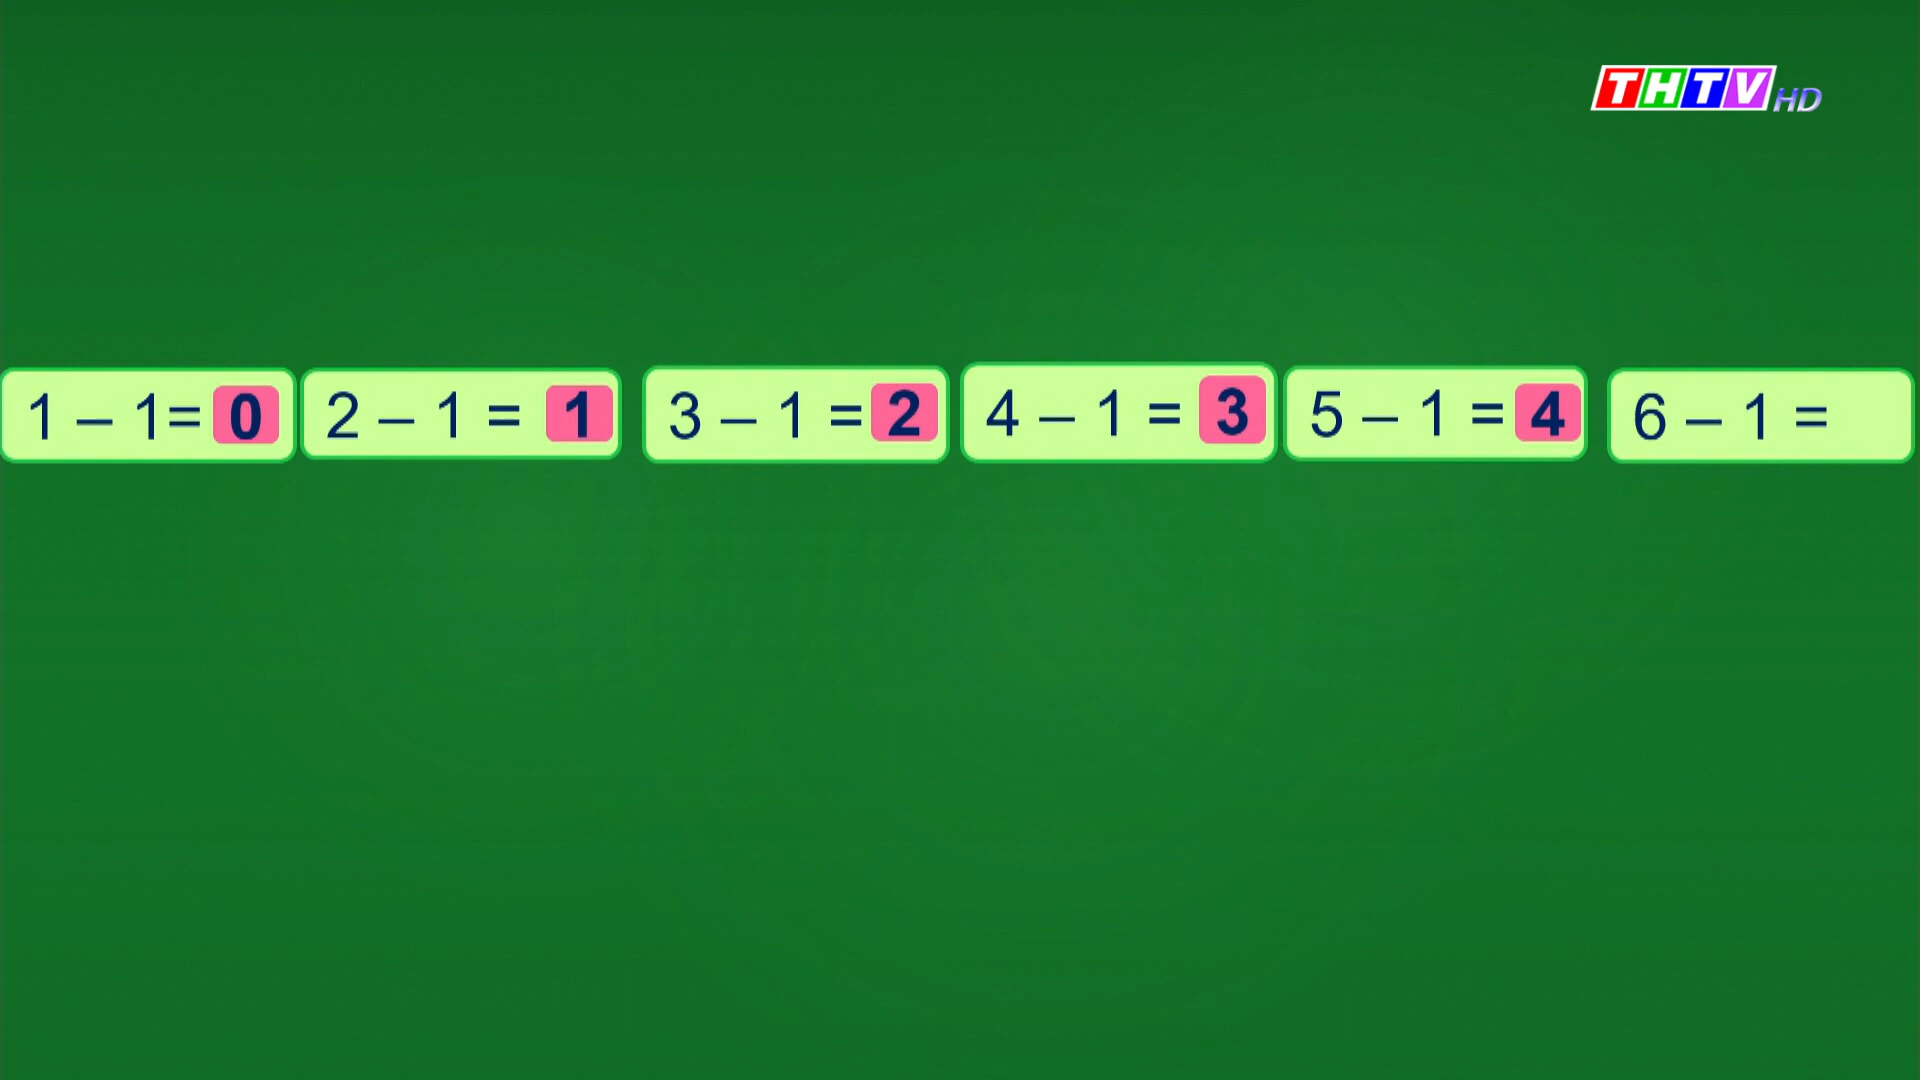 THTV HD
1 – 1= 0
2 – 1 = 1
3 – 1 = 2
4 – 1 = 3
5 – 1 = 4
6 – 1 =